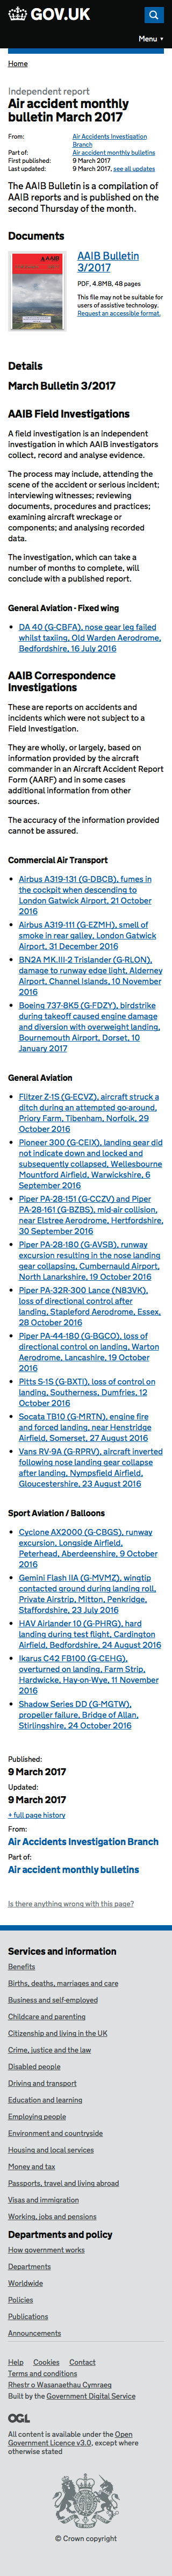 GOV.UK
Menu
Home
Independent report
Air accident monthly
bulletin March 2017
From: Air Accidents Investigation
Branch
Part of: Air accident monthly bulletins
First published: 9 March 2017
Last updated: 9 March 2017, see all updates
The AAIB Bulletin is a compilation of
AAIB reports and is published on the
second Thursday of the month.
Documents
AAIB Bulletin
3/2017
PDF, 4.8MB, 48 pages
This file may not be suitable for
users of assistive technology.
Request an accessible format.
Details
March Bulletin 3/2017
AAIB Field Investigations
A field investigation is an independent
investigation in which AAIB investigators
collect, record and analyse evidence.
The process may include, attending the
scene of the accident or serious incident;
interviewing witnesses; reviewing
documents, procedures and practices;
examining aircraft wreckage or
components; and analysing recorded
data.
The investigation, which can take a
number of months to complete, will
conclude with a published report.
General Aviation - Fixed wing
DA 40 (G-CBFA), nose gear leg failed
whilst taxiing, Old Warden Aerodrome,
Bedfordshire, 16 July 2016
AAIB Correspondence
Investigations
These are reports on accidents and
incidents which were not subject to a
Field Investigation.
They are wholly, or largely, based on
information provided by the aircraft
commander in an Aircraft Accident Report
Form (AARF) and in some cases
additional information from other
sources.
The accuracy of the information provided
cannot be assured.
Commercial Air Transport
Airbus A319-131 (G-DBCB), fumes in
the cockpit when descending to
London Gatwick Airport, 21 October
2016
Airbus A319-111 (G-EZMH), smell of
smoke in rear galley, London Gatwick
Airport, 31 December 2016
BN2A MK.III-2 Trislander (G-RLON),
damage to runway edge light, Alderney
Airport, Channel Islands, 10 November
2016
Boeing 737-8K5 (G-FDZY), birdstrike
during takeoff caused engine damage
and diversion with overweight landing,
Bournemouth Airport, Dorset, 10
January 2017
General Aviation
Flitzer Z-1S (G-ECVZ), aircraft struck a
ditch during an attempted go-around,
Priory Farm, Tibenham, Norfolk, 29
October 2016
Pioneer 300 (G-CEIX), landing gear did
not indicate down and locked and
subsequently collapsed, Wellesbourne
Mountford Airfield, Warwickshire, 6
September 2016
Piper PA-28-151 (G-CCZV) and Piper
PA-28-161 (G-BZBS), mid-air collision,
near Elstree Aerodrome, Hertfordshire,
30 September 2016
Piper PA-28-180 (G-AVSB), runway
excursion resulting in the nose landing
gear collapsing, Cumbernauld Airport,
North Lanarkshire, 19 October 2016
Piper PA-32R-300 Lance (N83VK),
loss of directional control after
landing, Stapleford Aerodrome, Essex,
28 October 2016
Piper PA-44-180 (G-BGCO), loss of
directional control on landing, Warton
Aerodrome, Lancashire, 19 October
2016
Pitts S-1S (G-BXTI), loss of control on
landing, Southerness, Dumfries, 12
October 2016
Socata TB10 (G-MRTN), engine fire
and forced landing, near Henstridge
Airfield, Somerset, 27 August 2016
Vans RV-9A (G-RPRV), aircraft inverted
following nose landing gear collapse
after landing, Nympsfield Airfield,
Gloucestershire, 23 August 2016
Sport Aviation / Balloons
Cyclone AX2000 (G-CBGS), runway
excursion, Longside Airfield,
Peterhead, Aberdeenshire, 9 October
2016
Gemini Flash IIA (G-MVMZ), wingtip
contacted ground during landing roll,
Private Airstrip, Mitton, Penkridge,
Staffordshire, 23 July 2016
HAV Airlander 10 (G-PHRG), hard
landing during test flight, Cardington
Airfield, Bedfordshire, 24 August 2016
Ikarus C42 FB100 (G-CEHG),
overturned on landing, Farm Strip,
Hardwicke, Hay-on-Wye, 11 November
2016
Shadow Series DD (G-MGTW),
propeller failure, Bridge of Allan,
Stirlingshire, 24 October 2016
Published:
9 March 2017
Updated:
9 March 2017
+ full page history
From:
Air Accidents Investigation Branch
Part of:
Air accident monthly bulletins
Is there anything wrong with this page?
Services and information
Benefits
Births, deaths, marriages and care
Business and self-employed
Childcare and parenting
Citizenship and living in the UK
Crime, justice and the law
Disabled people
Driving and transport
Education and learning
Employing people
Environment and countryside
Housing and local services
Money and tax
Passports, travel and living abroad
Visas and immigration
Working, jobs and pensions
Departments and policy
How government works
Departments
Worldwide
Policies
Publications
Announcements
Help Cookies Contact
Terms and conditions
Rhestr o Wasanaethau Cymraeg
Built by the Government Digital Service
OGL
All content is available under the Open
Government Licence v3.0, except where
otherwise stated
© Crown copyright